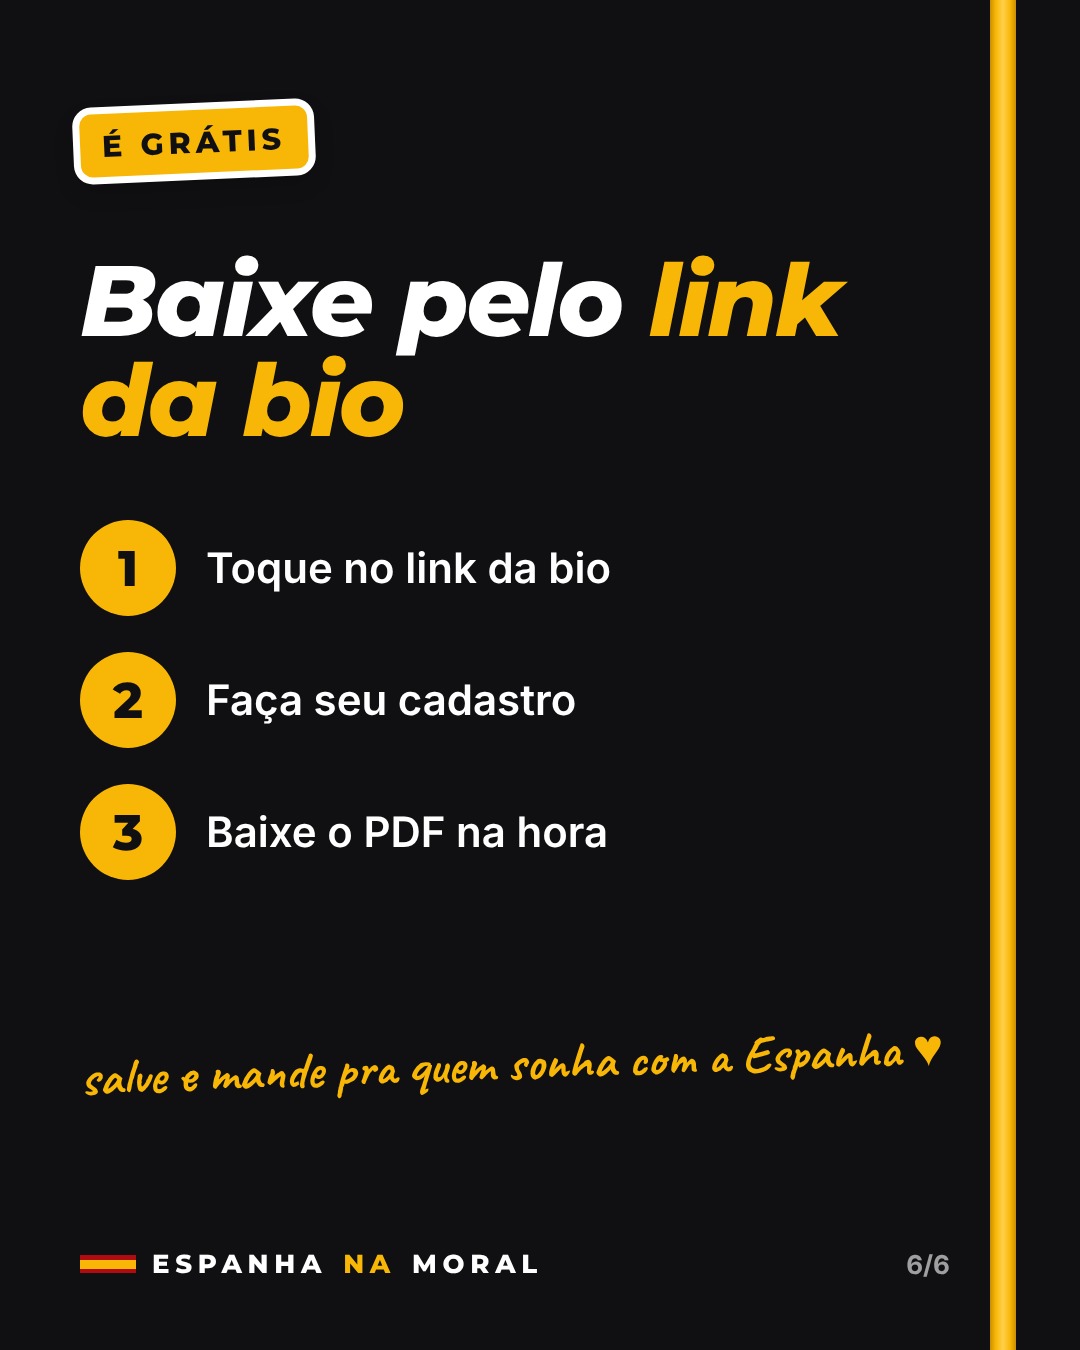 É GRÁTIS
Baixe pelo link
da bio
1 Toque no link da bio
2 Faça seu cadastro
3 Baixe o PDF na hora
salve e mande pra quem sonha com a Espanha ♥
ESPANHA NA MORAL
6/6